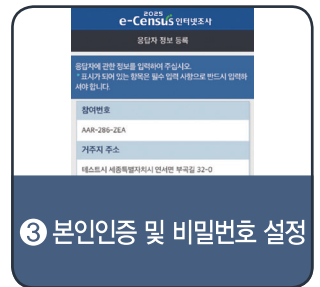 2025
e-Census 인터넷조사
응답자 정보 등록
응답자에 관한 정보를 입력하여 주십시오.
* 표시가 되어 있는 항목은 필수 입력 사항으로 반드시 입력하
셔야 합니다.
참여번호
AAR-286-ZEA
거주지 주소
테스트시 세종특별자치시 연서면 부곡길 32-0
③ 본인인증 및 비밀번호 설정